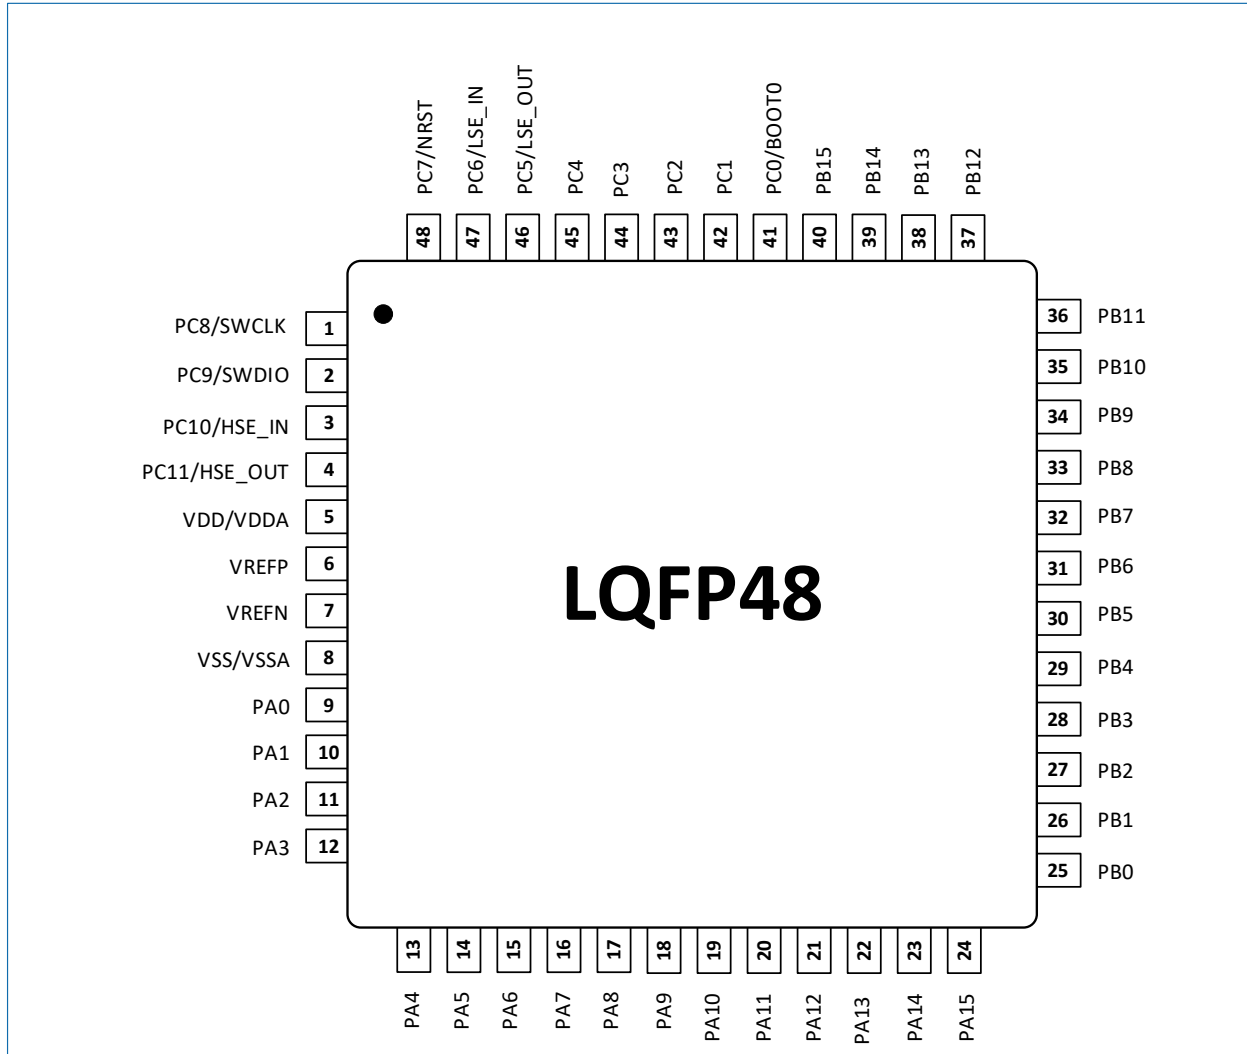 PC7/NRST
PC6/LSE_IN
PC5/LSE_OUT
PC4
PC3
PC2
PC1
PC0/BOOT0
PB15
PB14
PB13
PB12
48
47
46
45
44
43
42
41
40
39
38
37
PC8/SWCLK 1
PC9/SWDIO 2
PC10/HSE_IN 3
PC11/HSE_OUT 4
VDD/VDDA 5
VREFP 6
VREFN 7
VSS/VSSA 8
PA0 9
PA1 10
PA2 11
PA3 12
LQFP48
36 PB11
35 PB10
34 PB9
33 PB8
32 PB7
31 PB6
30 PB5
29 PB4
28 PB3
27 PB2
26 PB1
25 PB0
13
14
15
16
17
18
19
20
21
22
23
24
PA4
PA5
PA6
PA7
PA8
PA9
PA10
PA11
PA12
PA13
PA14
PA15